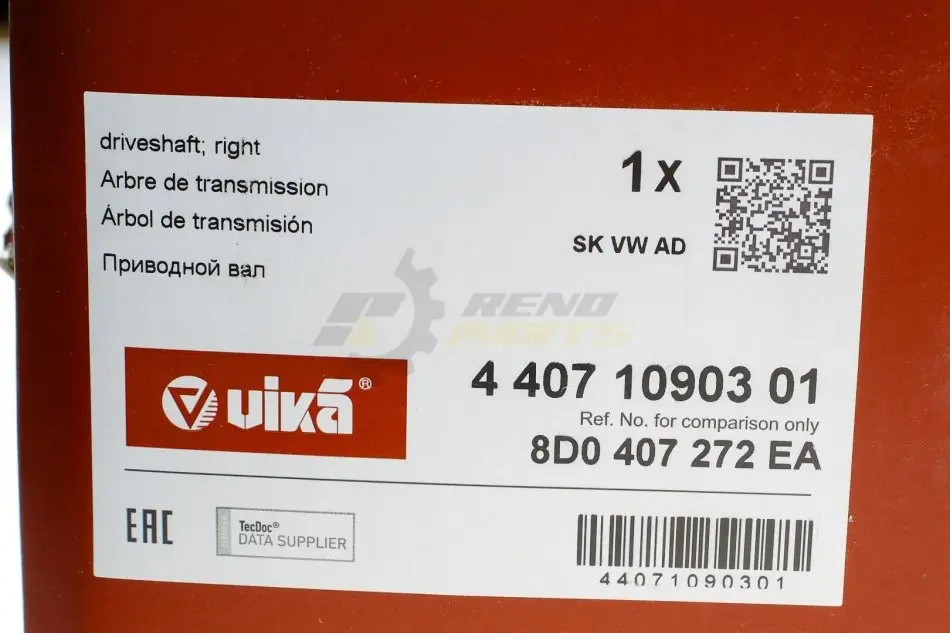 driveshaft; right
Arbre de transmission
Árbol de transmisión
Приводной вал
1 x
SK VW AD
RENO
PARTS
vika®
4 407 10903 01
Ref. No. for comparison only
8D0 407 272 EA
EAC
TecDoc®
DATA SUPPLIER
44071090301